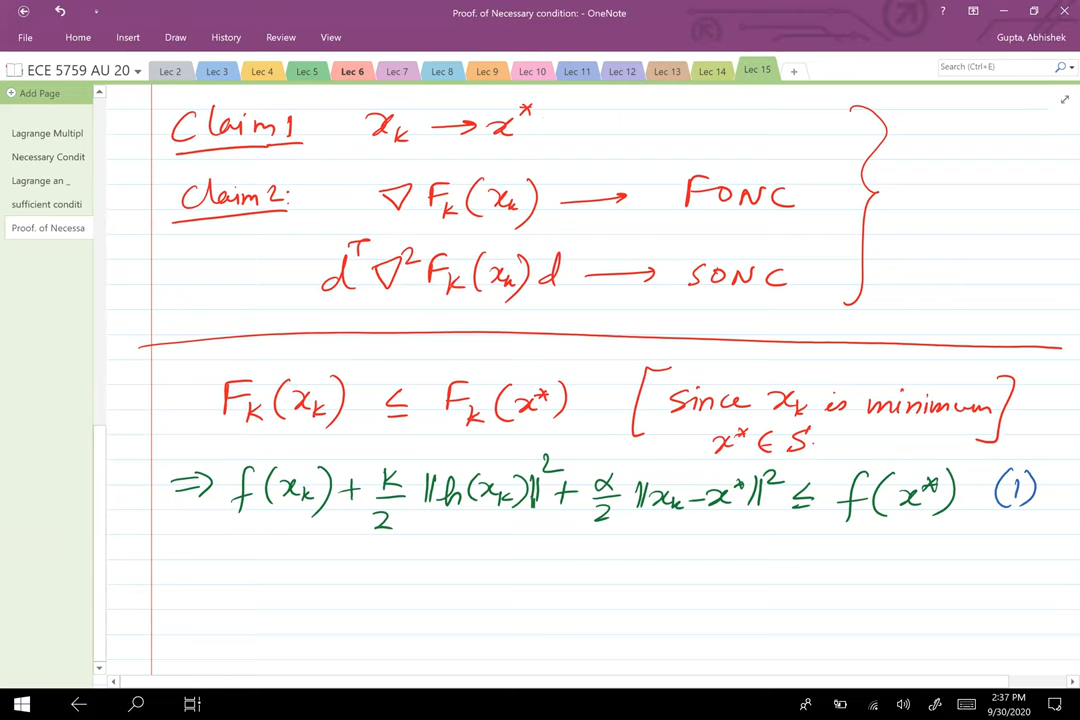 Proof. of Necessary condition: - OneNote
File Home Insert Draw History Review View Gupta, Abhishek
ECE 5759 AU 20 Lec 2 Lec 3 Lec 4 Lec 5 Lec 6 Lec 7 Lec 8 Lec 9 Lec 10 Lec 11 Lec 12 Lec 13 Lec 14 Lec 15 + Search (Ctrl+E)
Add Page
Lagrange Multipl
Necessary Condit
Lagrange an _
sufficient conditi
Proof. of Necessa
Claim 1 x_k → x*
Claim 2: ∇F_k(x_k) → FONC
d^T ∇² F_k(x_k) d → SONC
F_k(x_k) ≤ F_k(x*) [since x_k is minimum]
x* ∈ S.
⇒ f(x_k) + k/2 ||h(x_k)||² + α/2 ||x_k - x*||² ≤ f(x*) (1)
2:37 PM
9/30/2020